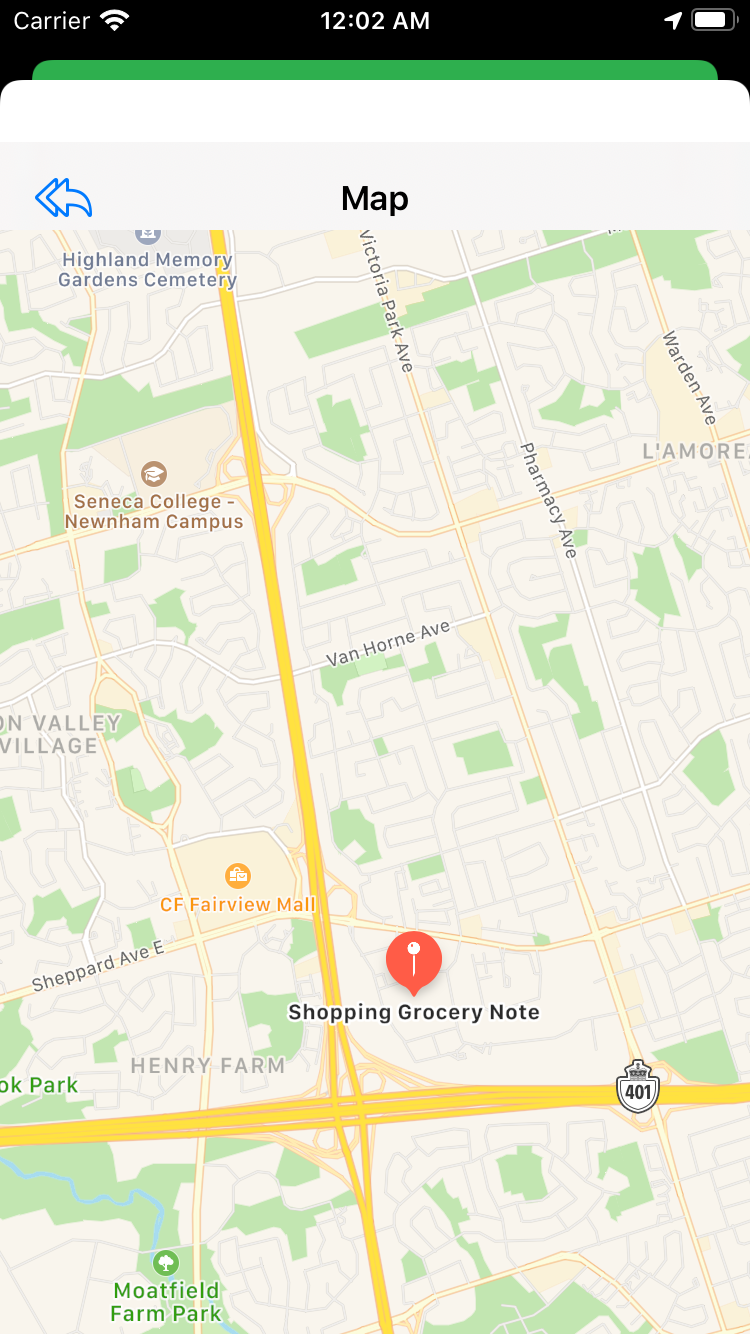 Carrier 12:02 AM
Map
Highland Memory
Gardens Cemetery
Victoria Park Ave
Warden Ave
L'AMOREA
Pharmacy Ave
Seneca College -
Newnham Campus
Van Horne Ave
ON VALLEY
VILLAGE
CF Fairview Mall
Sheppard Ave E
Shopping Grocery Note
HENRY FARM
ok Park
401
Moatfield
Farm Park